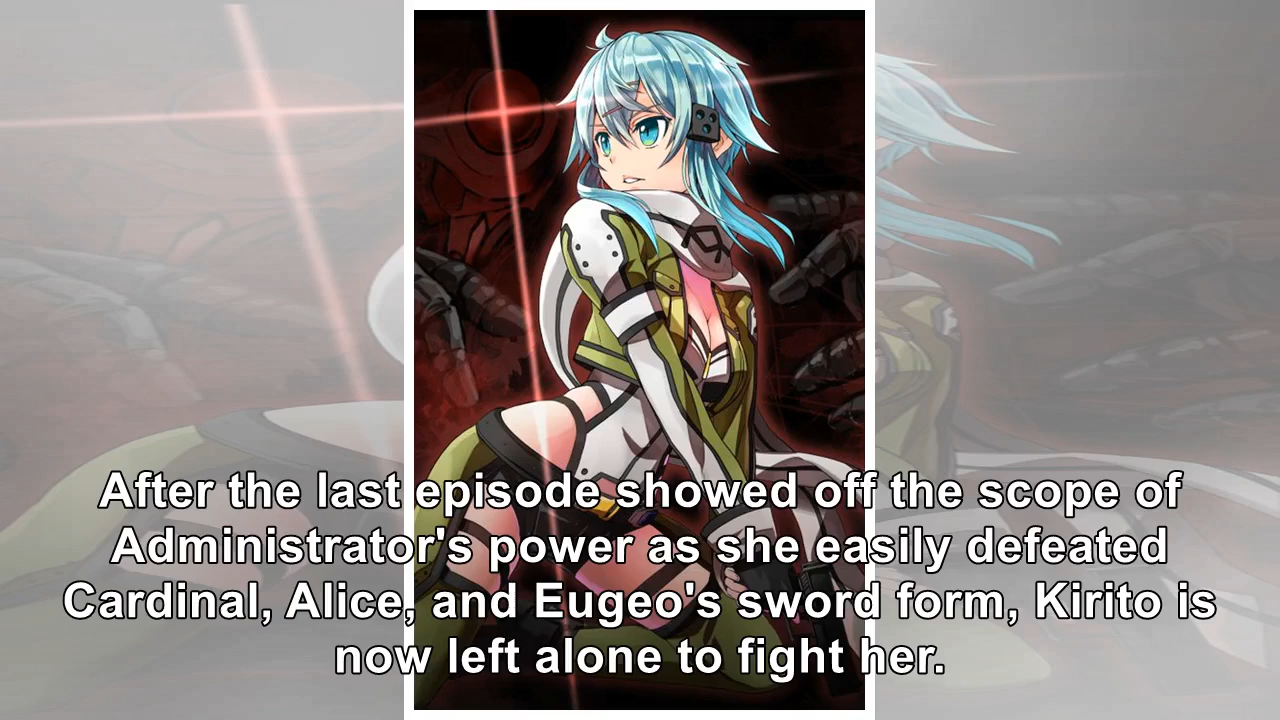 After the last episode showed off the scope of
Administrator's power as she easily defeated
Cardinal, Alice, and Eugeo's sword form, Kirito is
now left alone to fight her.